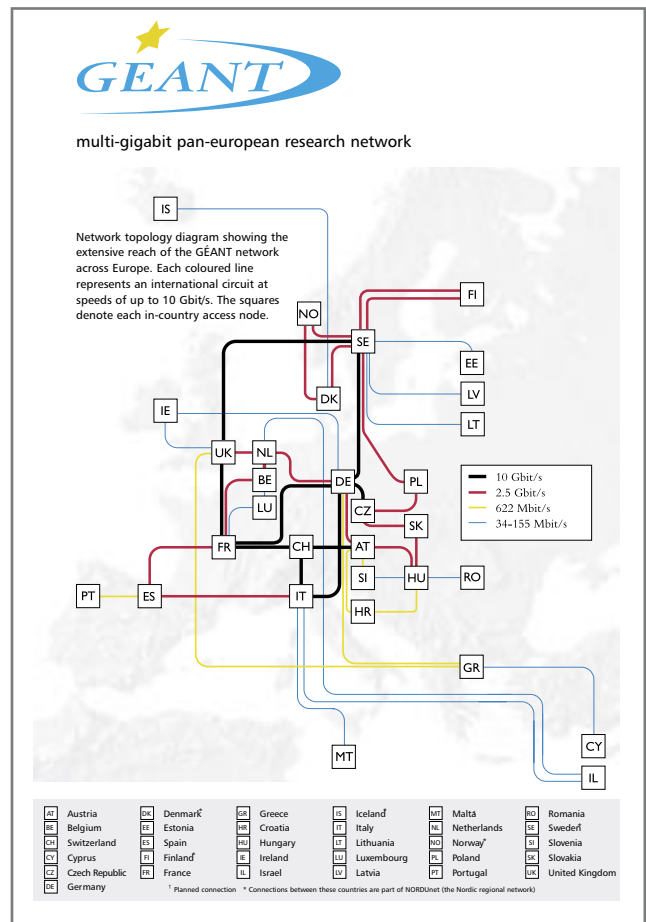 GEANT
multi-gigabit pan-european research network
IS
Network topology diagram showing the
extensive reach of the GÉANT network
across Europe. Each coloured line
represents an international circuit at
speeds of up to 10 Gbit/s. The squares
denote each in-country access node.
FI
NO
SE
EE
DK
LV
IE
LT
UK
NL
BE
DE
PL
10 Gbit/s
2.5 Gbit/s
622 Mbit/s
34-155 Mbit/s
LU
CZ
SK
FR
CH
AT
SI
HU
RO
PT
ES
IT
HR
GR
CY
MT
IL
AT Austria DK Denmark* GR Greece IS Iceland* MT Malta RO Romania
BE Belgium EE Estonia HR Croatia IT Italy NL Netherlands SE Sweden*
CH Switzerland ES Spain HU Hungary LT Lithuania NO Norway* SI Slovenia
CY Cyprus FI Finland* IE Ireland LU Luxembourg PL Poland SK Slovakia
CZ Czech Republic FR France IL Israel LV Latvia PT Portugal UK United Kingdom
DE Germany † Planned connection * Connections between these countries are part of NORDUnet (the Nordic regional network)